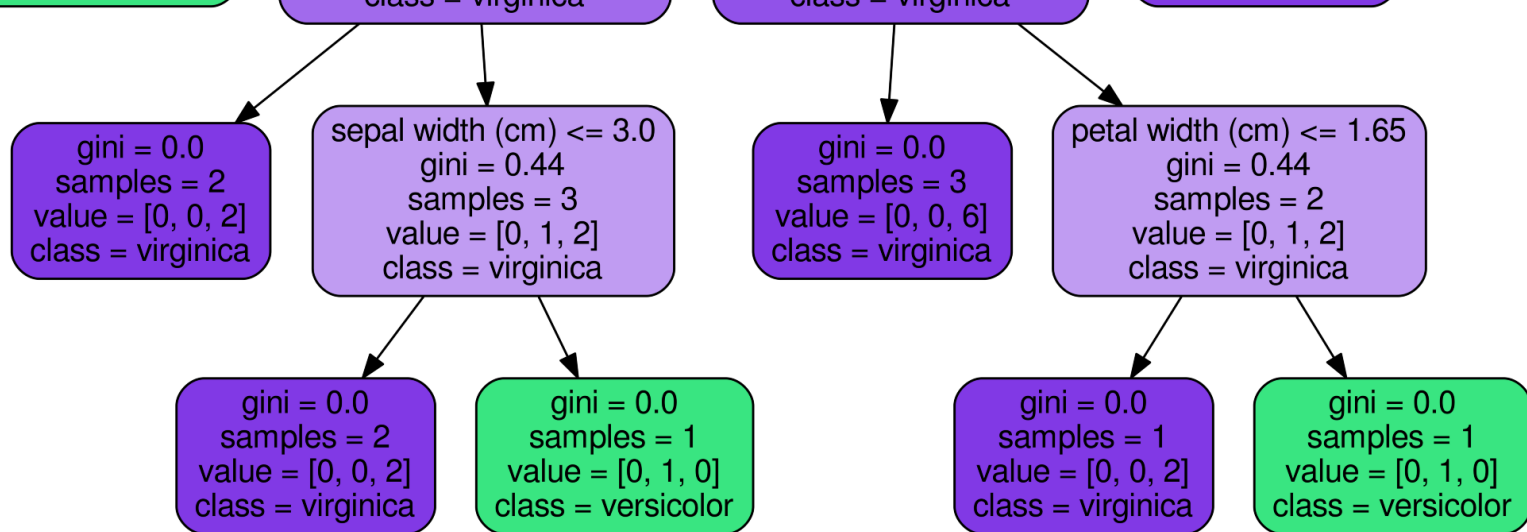 class = virginica
class = virginica
gini = 0.0
samples = 2
value = [0, 0, 2]
class = virginica
sepal width (cm) <= 3.0
gini = 0.44
samples = 3
value = [0, 1, 2]
class = virginica
gini = 0.0
samples = 3
value = [0, 0, 6]
class = virginica
petal width (cm) <= 1.65
gini = 0.44
samples = 2
value = [0, 1, 2]
class = virginica
gini = 0.0
samples = 2
value = [0, 0, 2]
class = virginica
gini = 0.0
samples = 1
value = [0, 1, 0]
class = versicolor
gini = 0.0
samples = 1
value = [0, 0, 2]
class = virginica
gini = 0.0
samples = 1
value = [0, 1, 0]
class = versicolor